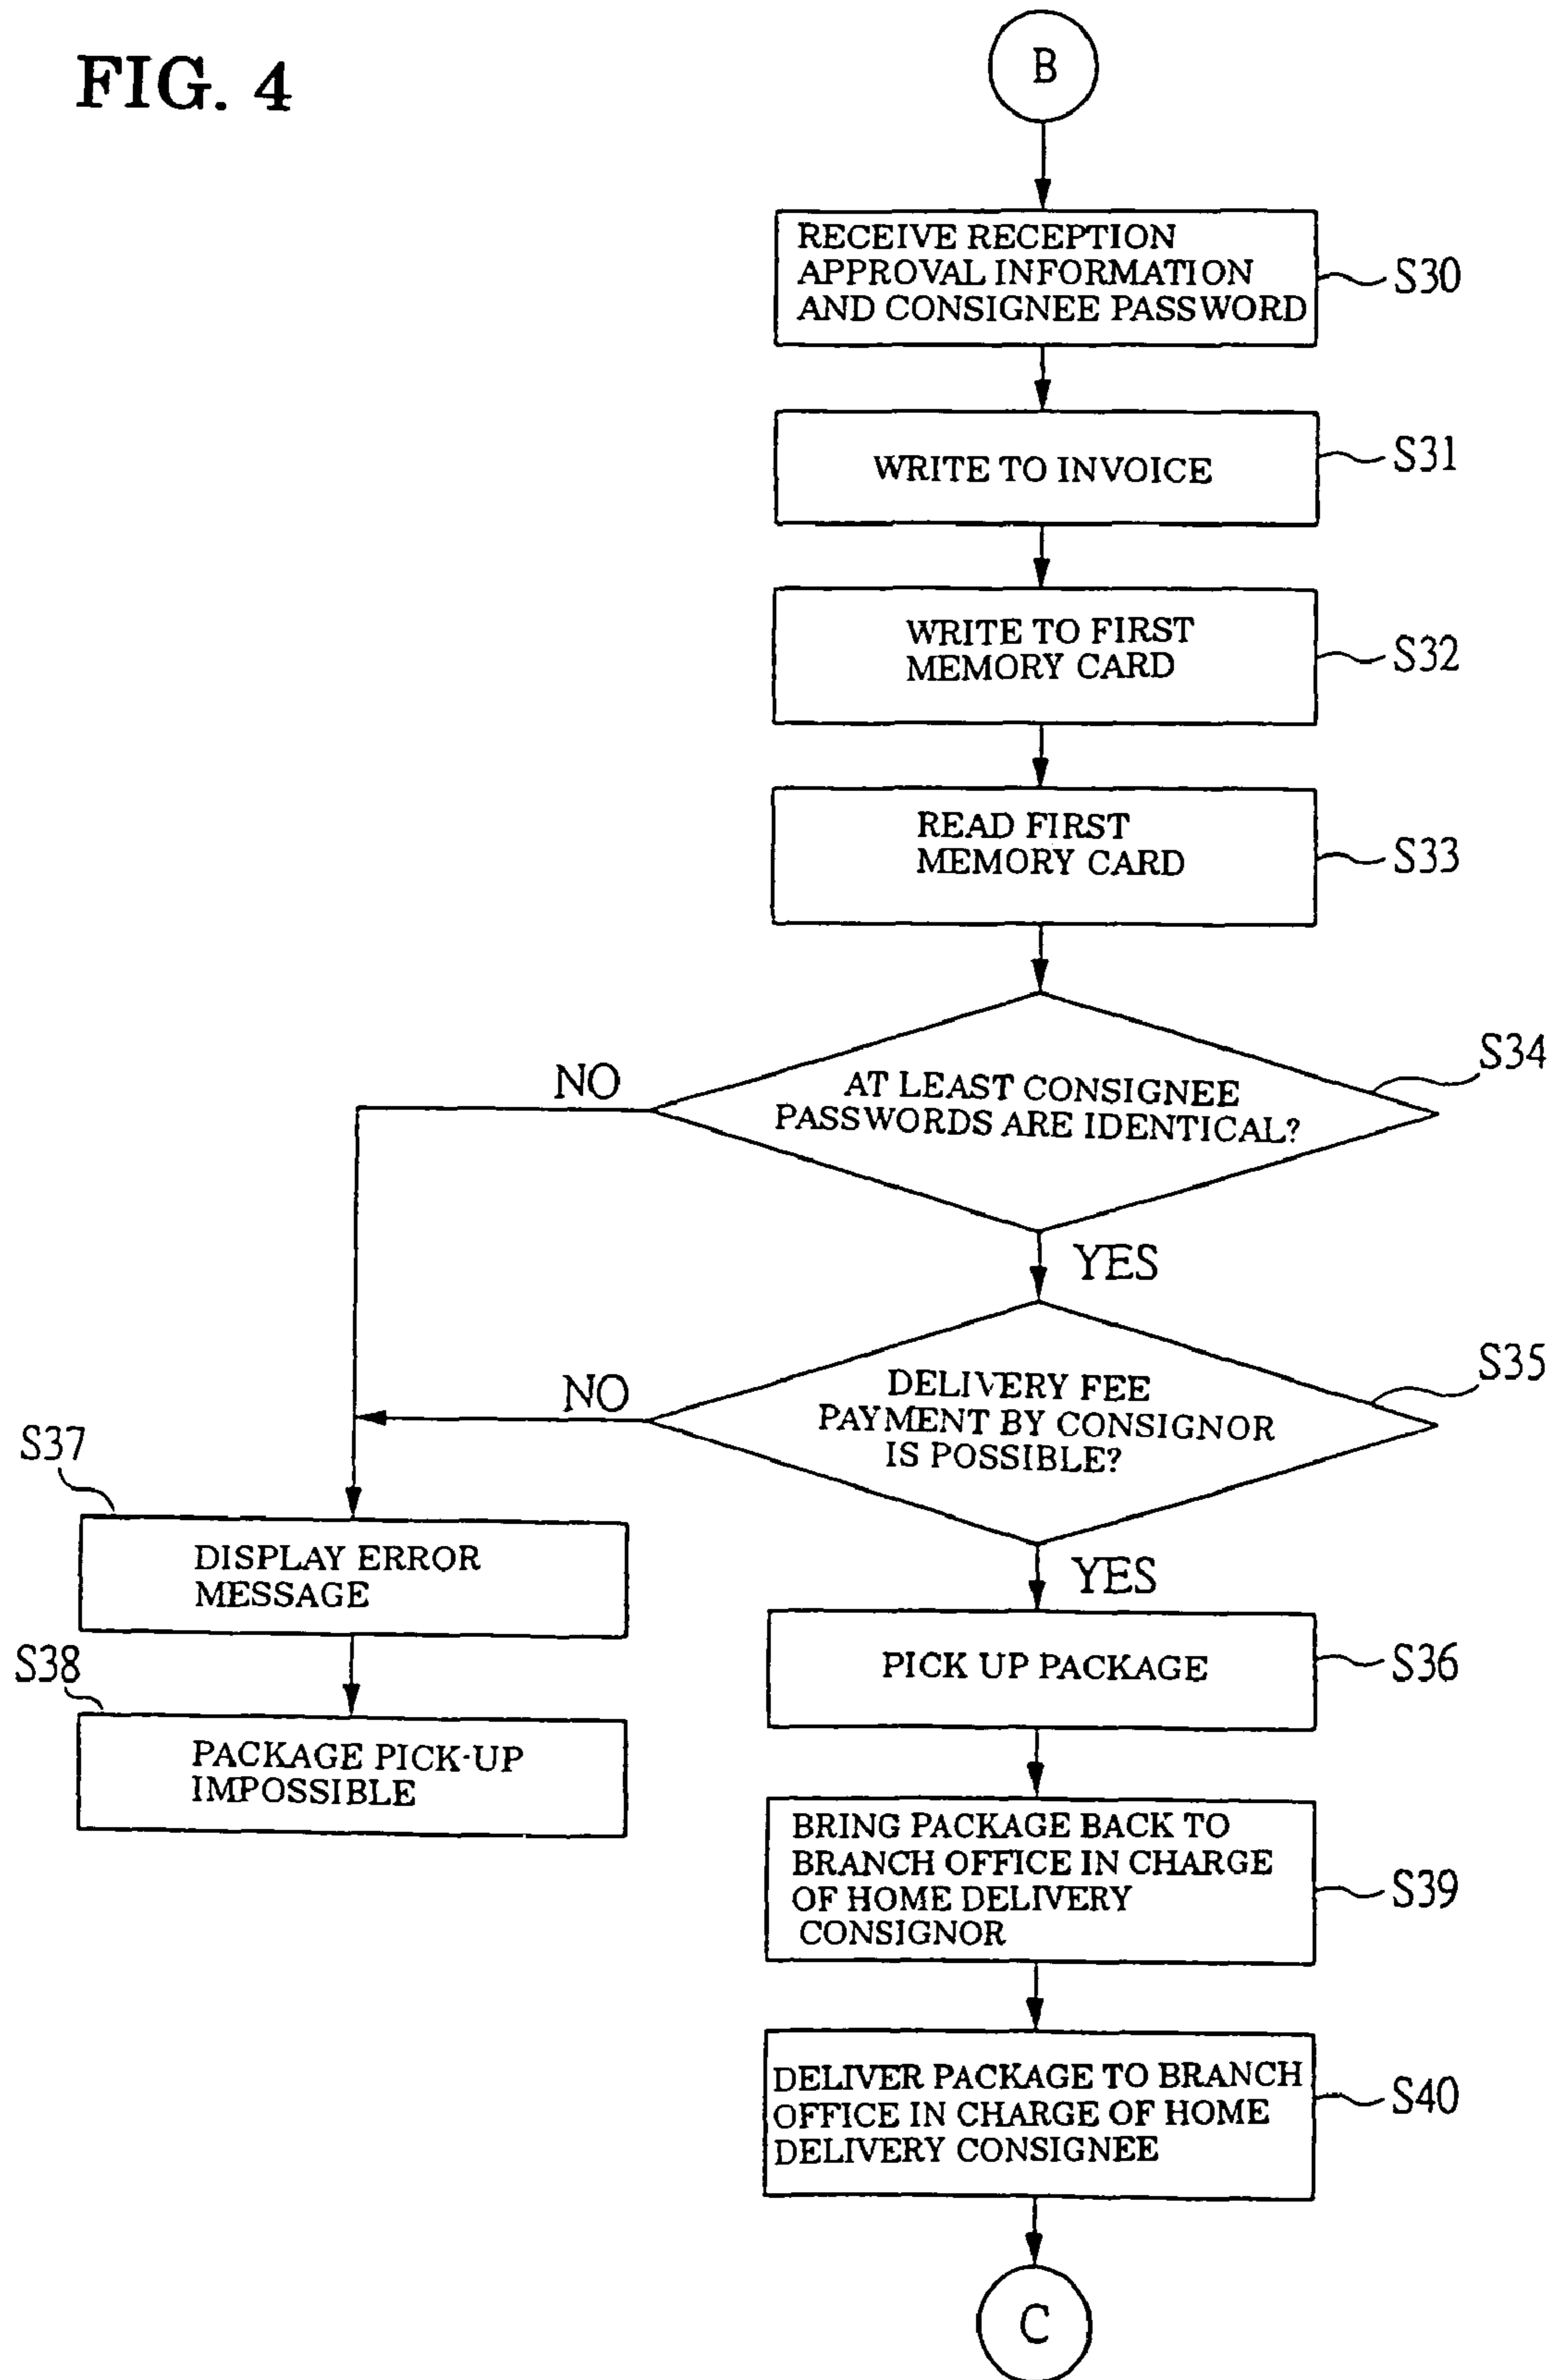 FIG. 4
B
RECEIVE RECEPTION
APPROVAL INFORMATION
AND CONSIGNEE PASSWORD
S30
WRITE TO INVOICE
S31
WRITE TO FIRST
MEMORY CARD
S32
READ FIRST
MEMORY CARD
S33
AT LEAST CONSIGNEE
PASSWORDS ARE IDENTICAL?
S34
NO
YES
DELIVERY FEE
PAYMENT BY CONSIGNOR
IS POSSIBLE?
S35
NO
YES
S37
DISPLAY ERROR
MESSAGE
S38
PACKAGE PICK-UP
IMPOSSIBLE
PICK UP PACKAGE
S36
BRING PACKAGE BACK TO
BRANCH OFFICE IN CHARGE
OF HOME DELIVERY
CONSIGNOR
S39
DELIVER PACKAGE TO BRANCH
OFFICE IN CHARGE OF HOME
DELIVERY CONSIGNEE
S40
C